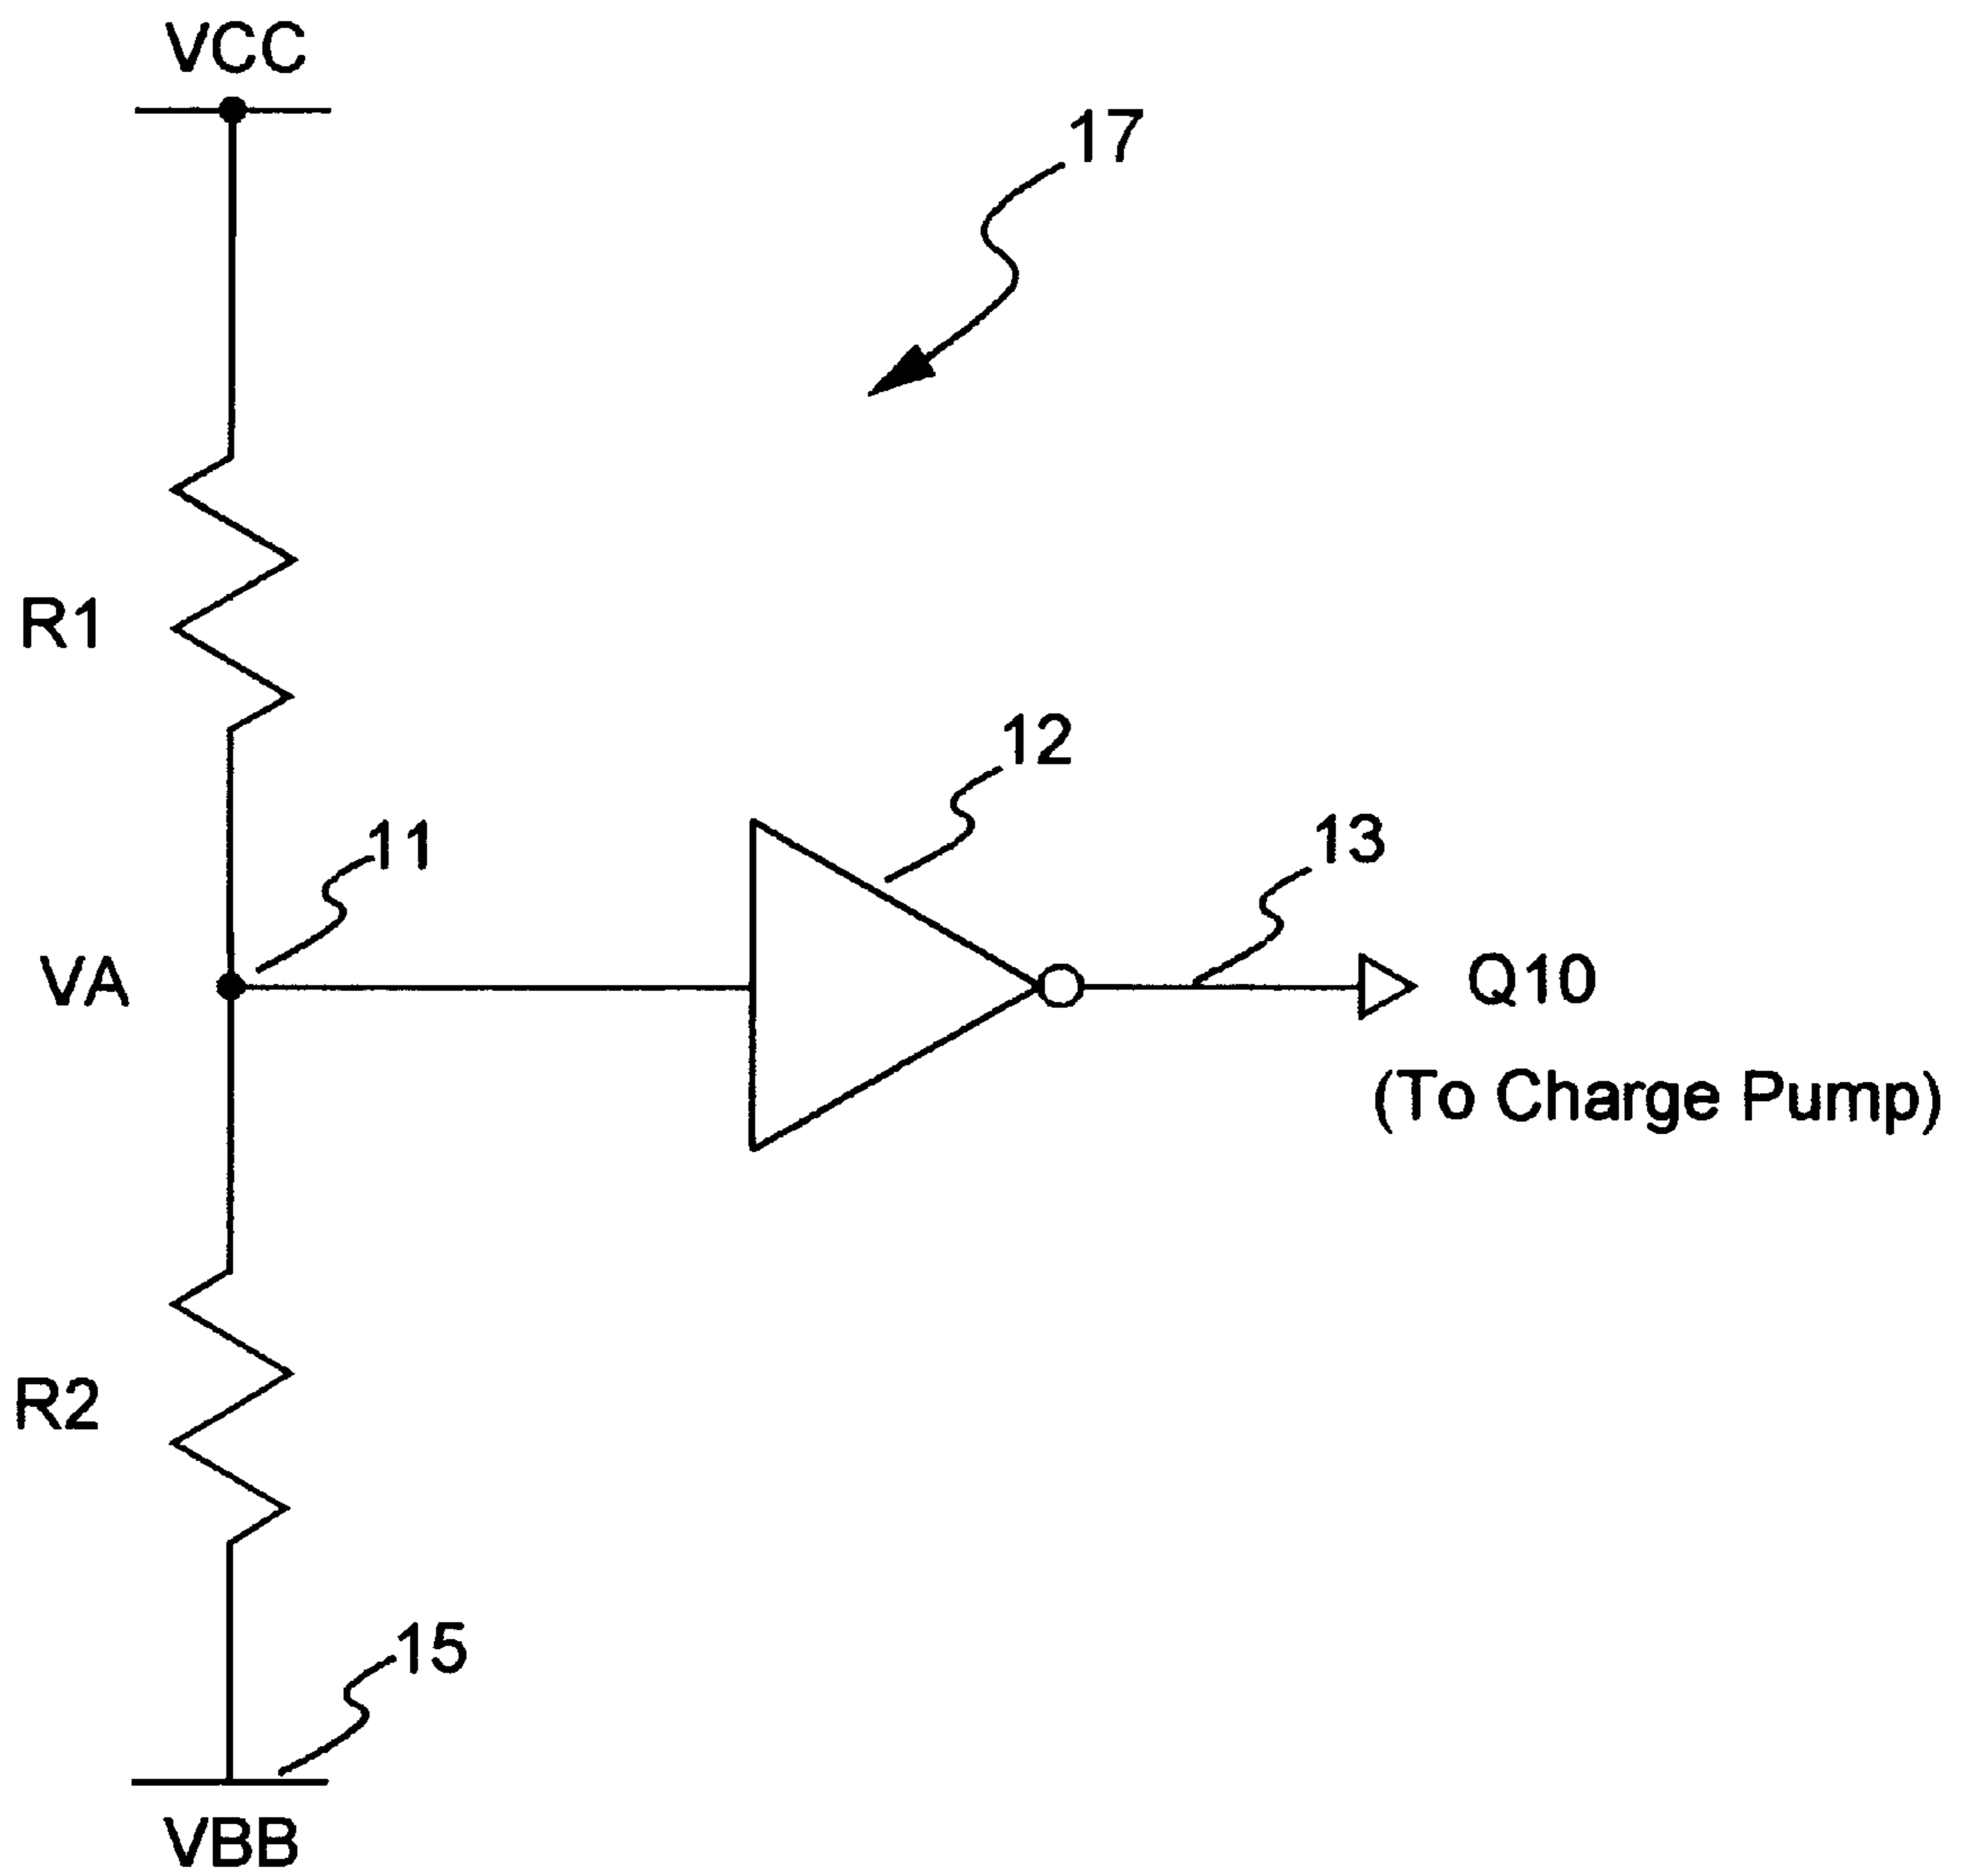 VCC
17
R1
12
11
13
VA
Q10
(To Charge Pump)
R2
15
VBB